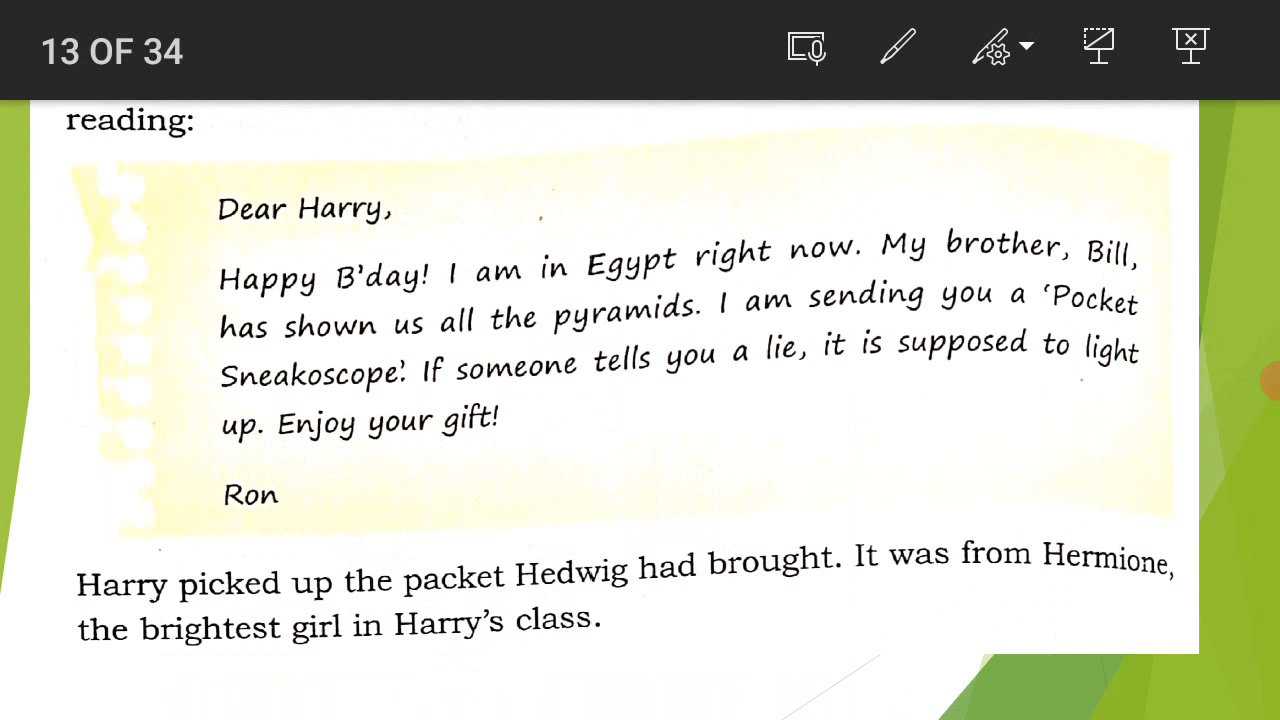 13 OF 34
reading:
Dear Harry,
Happy B'day! I am in Egypt right now. My brother, Bill,
has shown us all the pyramids. I am sending you a ‘Pocket
Sneakoscope’. If someone tells you a lie, it is supposed to light
up. Enjoy your gift!
Ron
Harry picked up the packet Hedwig had brought. It was from Hermione,
the brightest girl in Harry’s class.